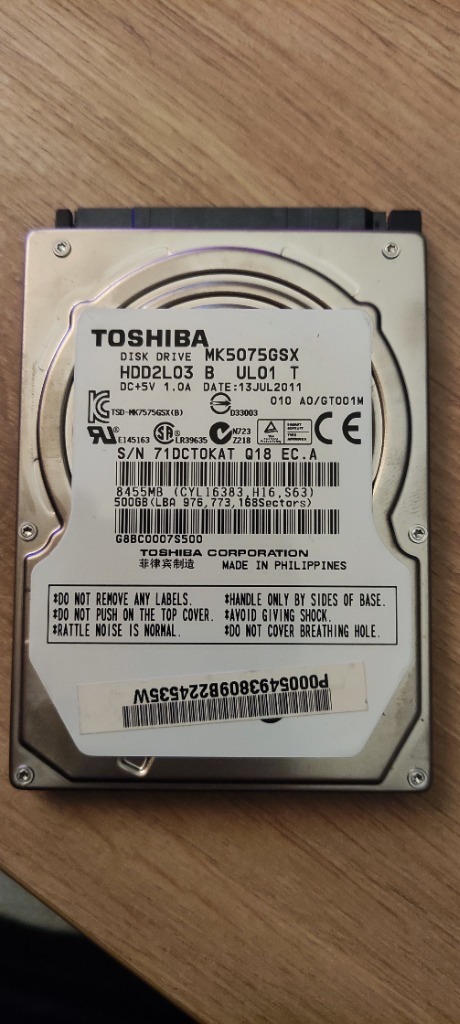 TOSHIBA
DISK DRIVE MK5075GSX
HDD2L03 B UL01 T
DC+5V 1.0A DATE:13JUL2011
010 A0/GT001M
TSD-MK7575GSX(B)
D33003
E145163 LR39635 N723
Z218
CE
S/N 71DCT0KAT Q18 EC.A
8455MB (CYL16383,H16,S63)
500GB(LBA 976,773,168Sectors)
G8BC0007S500
TOSHIBA CORPORATION
菲律宾制造 MADE IN PHILIPPINES
*DO NOT REMOVE ANY LABELS. *HANDLE ONLY BY SIDES OF BASE.
*DO NOT PUSH ON THE TOP COVER. *AVOID GIVING SHOCK.
*RATTLE NOISE IS NORMAL. *DO NOT COVER BREATHING HOLE.
P0005493809B224535W